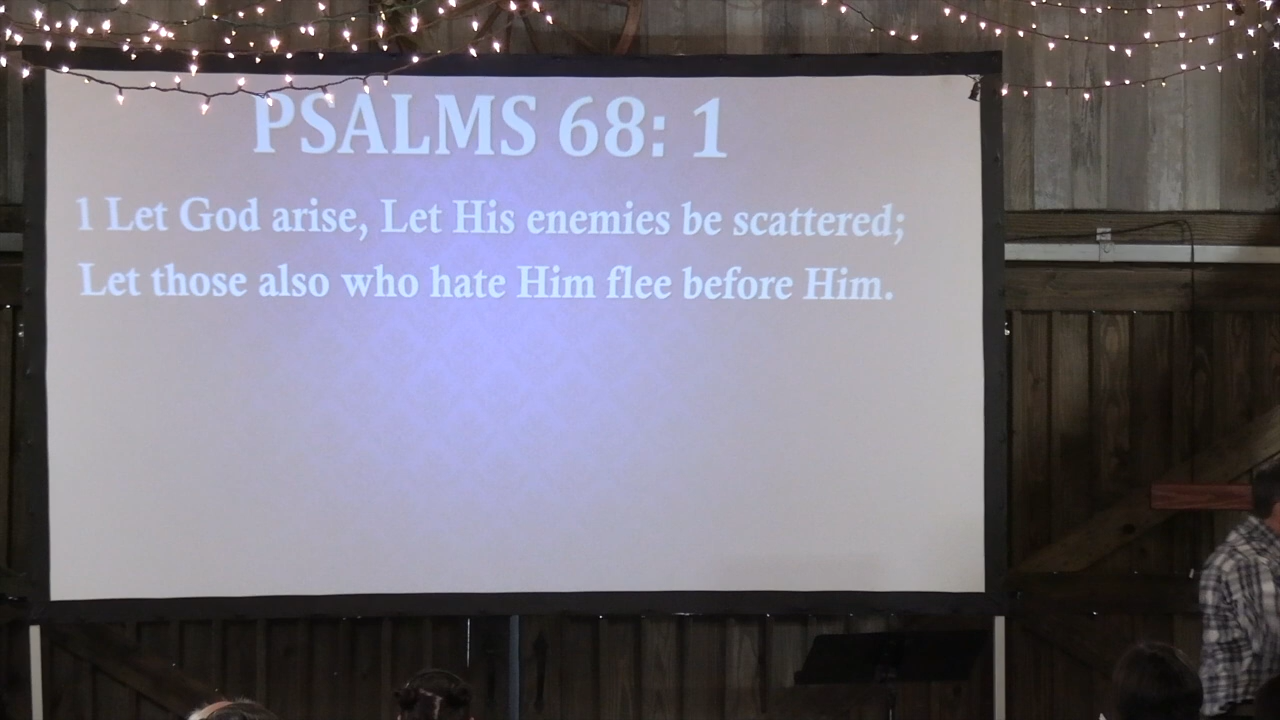 PSALMS 68: 1
1 Let God arise, Let His enemies be scattered;
Let those also who hate Him flee before Him.